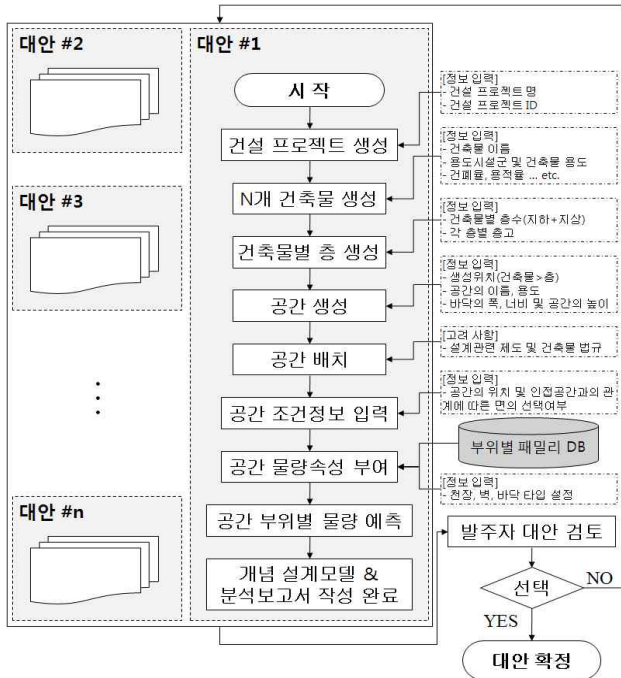 대안 #2
대안 #3
대안 #n
대안 #1
시 작
건설 프로젝트 생성
N개 건축물 생성
건축물별 층 생성
공간 생성
공간 배치
공간 조건정보 입력
공간 물량속성 부여
공간 부위별 물량 예측
개념 설계모델 &
분석보고서 작성 완료
[정보 입력]
- 건설 프로젝트 명
- 건설 프로젝트 ID
[정보 입력]
- 건축물 이름
- 용도시설군 및 건축물 용도
- 건폐률, 용적율 ... etc.
[정보 입력]
- 건축물별 층수(지하+지상)
- 각 층별 층고
[정보 입력]
- 생성위치(건축물>층)
- 공간의 이름, 용도
- 바닥의 폭, 너비 및 공간의 높이
[고려 사항]
- 설계관련 제도 및 건축물 법규
[정보 입력]
- 공간의 위치 및 인접공간과의 관
계에 따른 면의 선택여부
부위별 패밀리 DB
[정보 입력]
- 천장, 벽, 바닥 타입 설정
발주자 대안 검토
선택
NO
YES
대안 확정